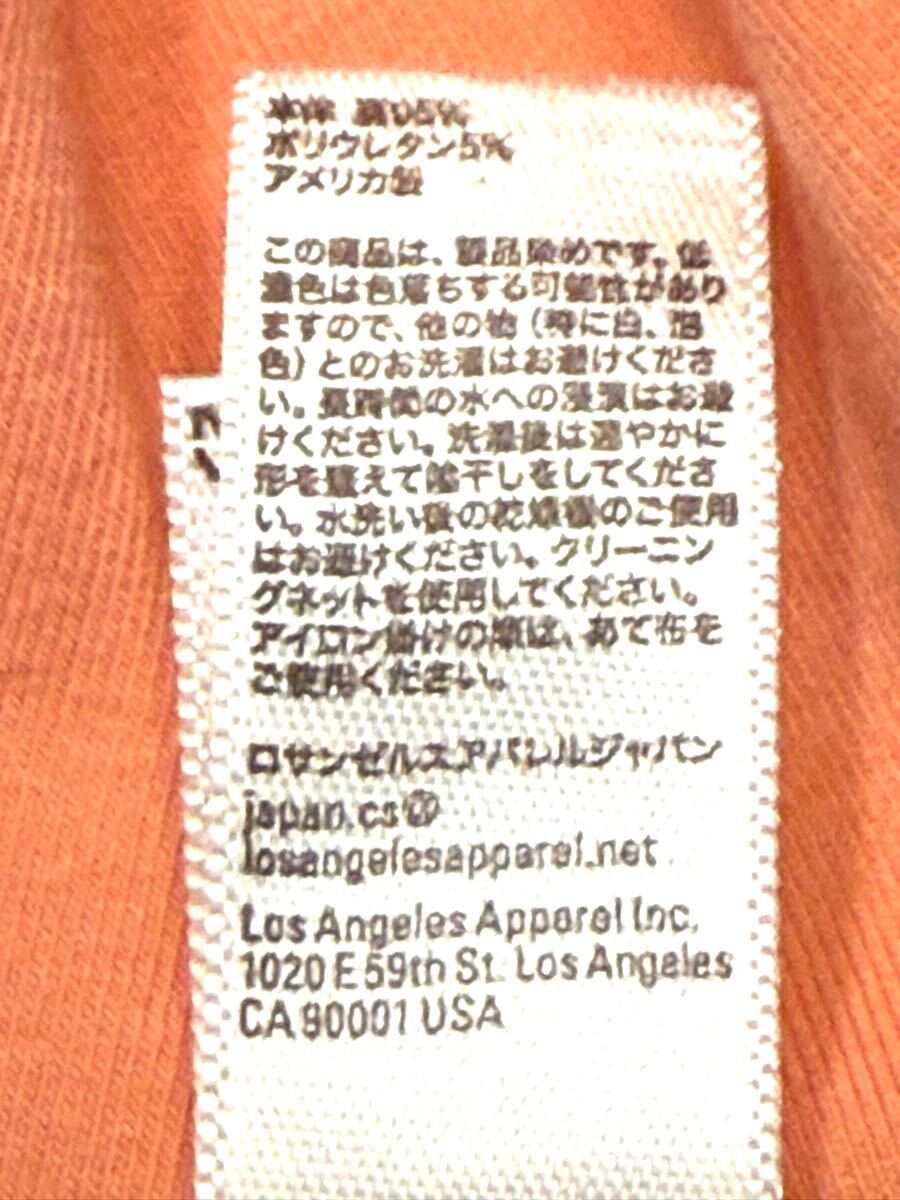 本体 綿95%
ポリウレタン5%
アメリカ製
この商品は、製品染めです。低
濃色は色落ちする可能性があり
ますので、他の物（特に白、淡
色）とのお洗濯はお避けくださ
い。長時間の水への浸漬はお避
けください。洗濯後は速やかに
形を整えて陰干しをしてくださ
い。水洗い後の乾燥機のご使用
はお避けください。クリーニン
グネットを使用してください。
アイロン掛けの際は、あて布を
ご使用ください。
ロサンゼルスアパレルジャパン
japan.cs@
losangelesapparel.net
Los Angeles Apparel Inc.
1020 E 59th St. Los Angeles
CA 90001 USA